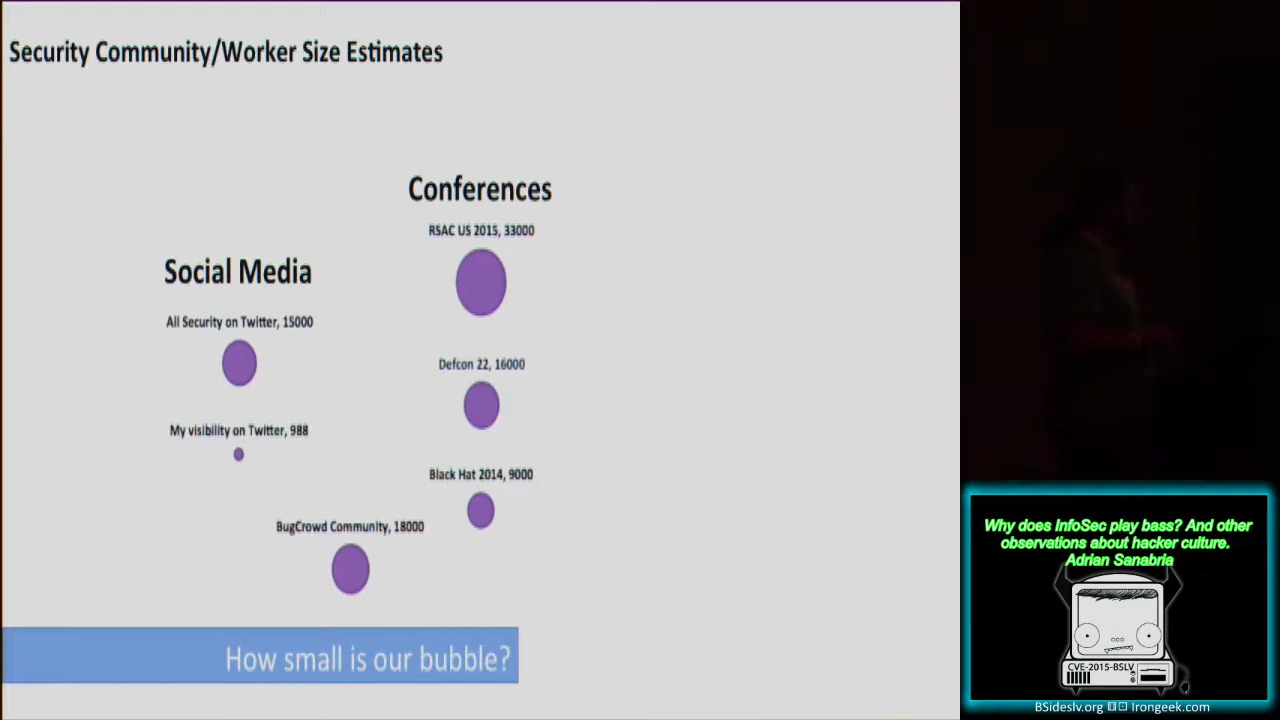 Security Community/Worker Size Estimates
Conferences
RSAC US 2015, 33000
Social Media
All Security on Twitter, 15000
Defcon 22, 16000
My visibility on Twitter, 988
Black Hat 2014, 9000
BugCrowd Community, 18000
How small is our bubble?
Why does InfoSec play bass? And other
observations about hacker culture.
Adrian Sanabria
CVE-2015-BSLV
BSideslv.org Irongeek.com